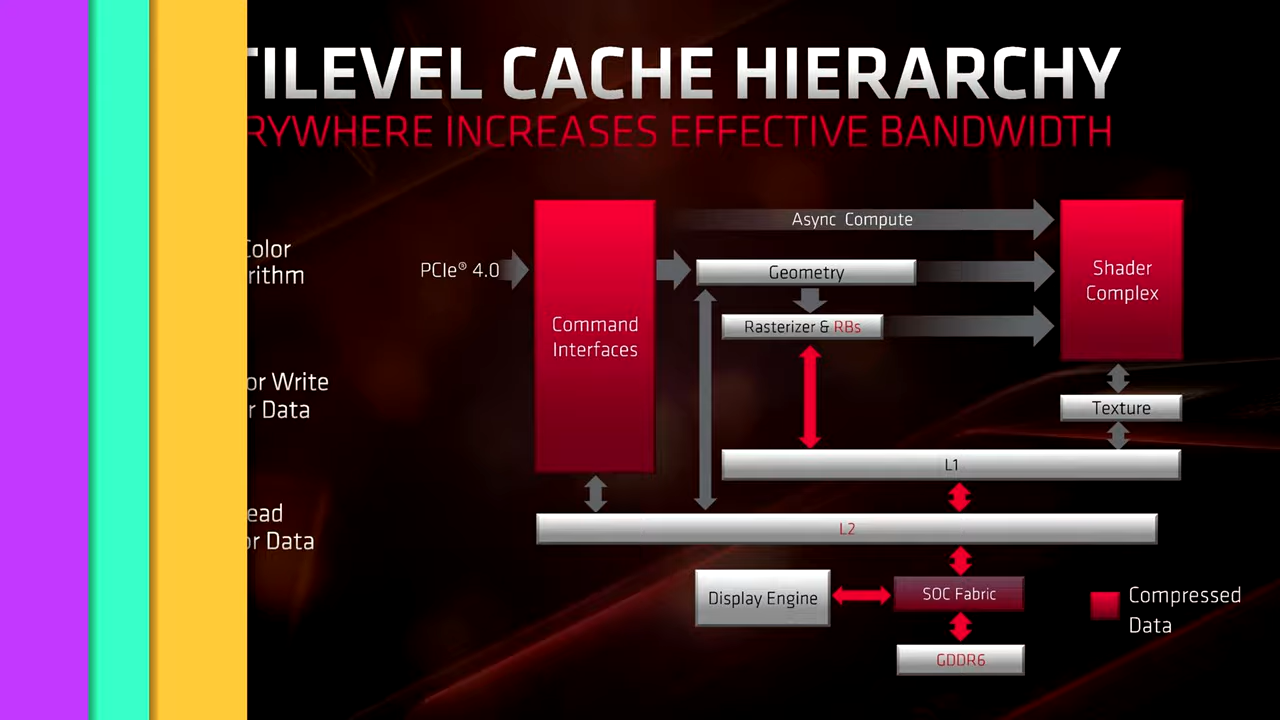 TILEVEL CACHE HIERARCHY
RYWHERE INCREASES EFFECTIVE BANDWIDTH
Color
rithm
or Write
r Data
ead
or Data
PCIe® 4.0
Command
Interfaces
Async Compute
Geometry
Rasterizer & RBs
Shader
Complex
Texture
L1
L2
Display Engine
SOC Fabric
GDDR6
Compressed
Data